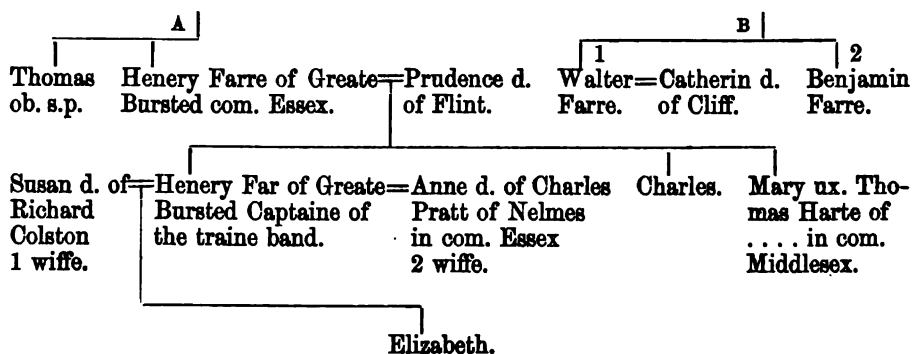 A B
1 2
Thomas Henery Farre of Greate=Prudence d. Walter=Catherin d. Benjamin
ob. s.p. Bursted com. Essex. of Flint. Farre. of Cliff. Farre.
Susan d. of=Henery Far of Greate=Anne d. of Charles Charles. Mary ux. Tho-
Richard Bursted Captaine of Pratt of Nelmes mas Harte of
Colston the traine band. in com. Essex .... in com.
1 wiffe. 2 wiffe. Middlesex.
Elizabeth.